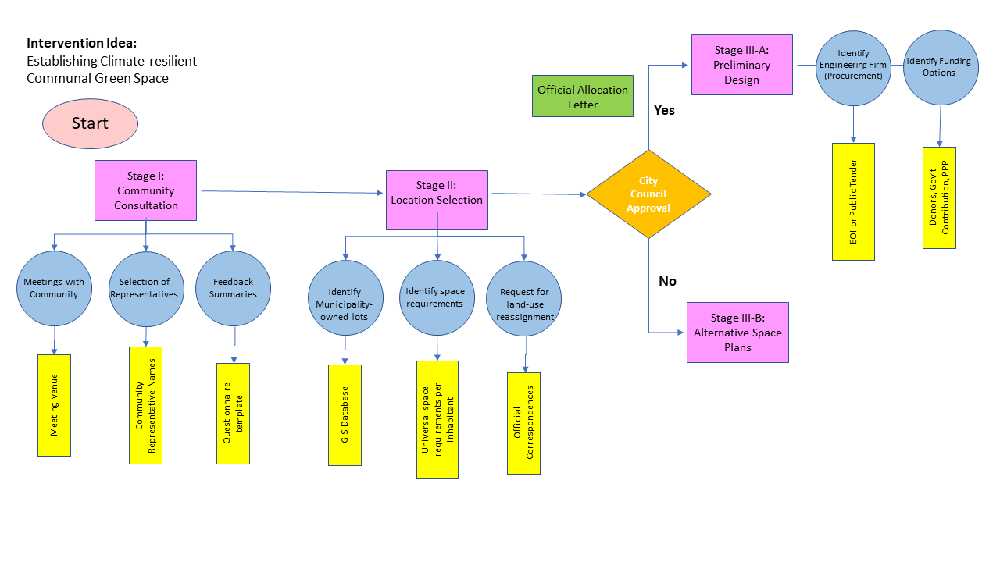 Intervention Idea:
Establishing Climate-resilient
Communal Green Space
Start
Stage I:
Community
Consultation
Meetings with
Community
Selection of
Representatives
Feedback
Summaries
Meeting venue
Community
Representative Names
Questionnaire
template
Stage II:
Location Selection
Identify
Municipality-
owned lots
Identify space
requirements
Request for
land-use
reassignment
GIS Database
Universal space
requirements per
inhabitant
Official
Correspondences
City
Council
Approval
Official Allocation
Letter
Yes
No
Stage III-A:
Preliminary
Design
Identify
Engineering Firm
(Procurement)
Identify Funding
Options
EOI or Public Tender
Donors, Gov't
Contribution, PPP
Stage III-B:
Alternative Space
Plans